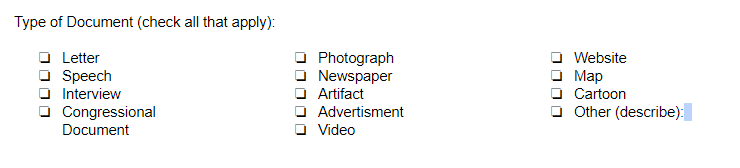 Type of Document (check all that apply):
❏ Letter
❏ Speech
❏ Interview
❏ Congressional
Document
❏ Photograph
❏ Newspaper
❏ Artifact
❏ Advertisment
❏ Video
❏ Website
❏ Map
❏ Cartoon
❏ Other (describe):